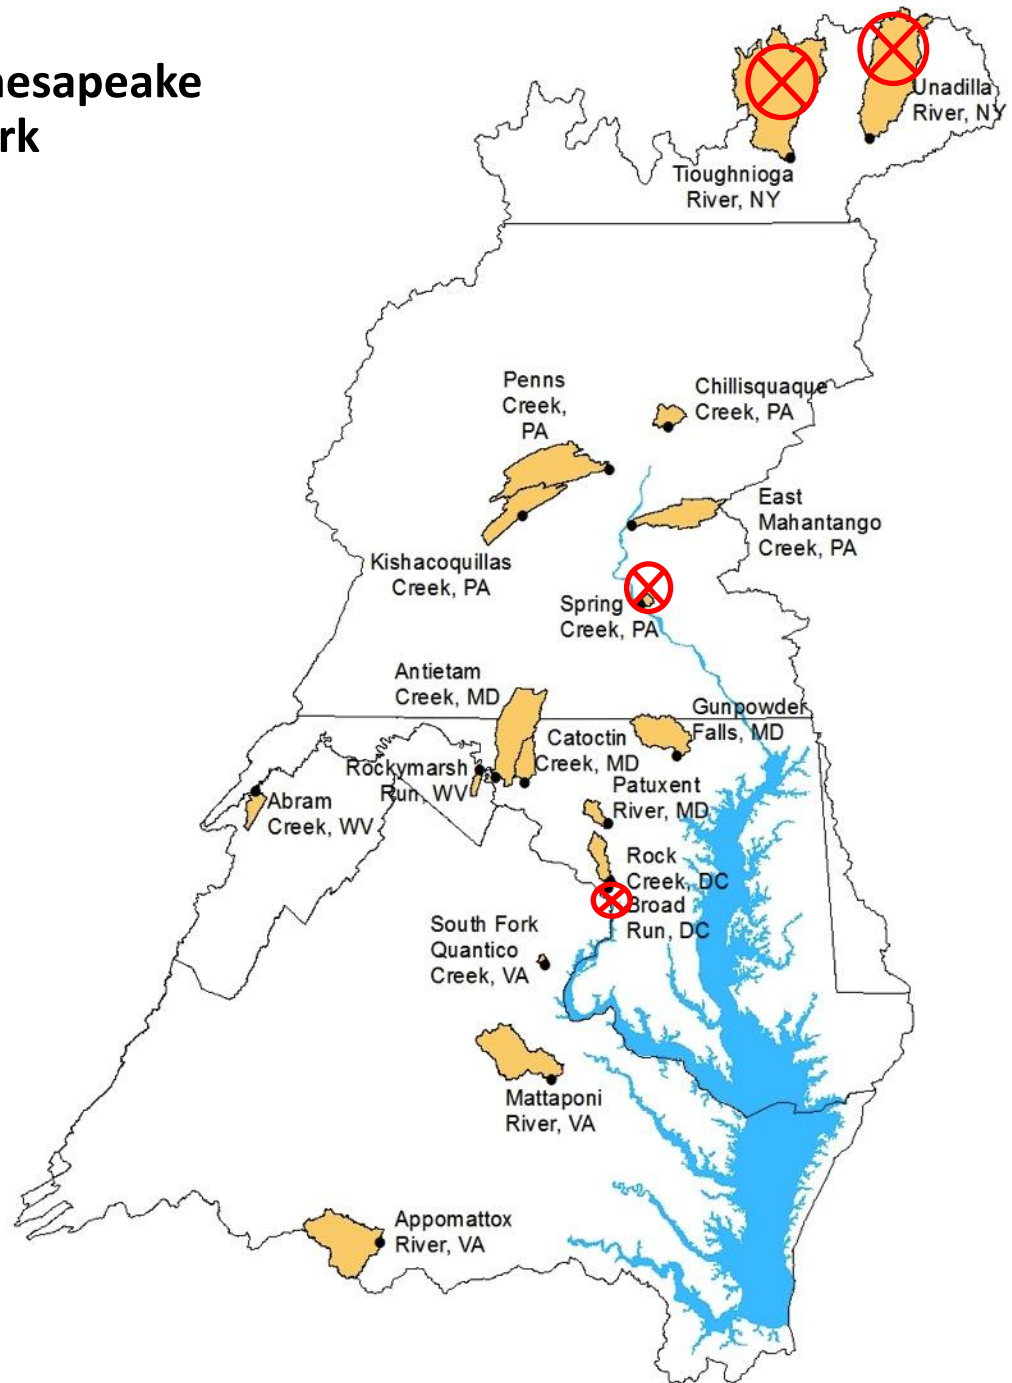 hesapeake
rk
Unadilla
River, NY
Tioughnioga
River, NY
Penns
Creek,
PA
Chillisquaque
Creek, PA
East
Mahantango
Creek, PA
Kishacoquillas
Creek, PA
Spring
Creek, PA
Antietam
Creek, MD
Gunpowder
Falls, MD
Catoctin
Creek, MD
Rockymarsh
Run, WV
Patuxent
River, MD
Abram
Creek, WV
Rock
Creek, DC
Broad
Run, DC
South Fork
Quantico
Creek, VA
Mattaponi
River, VA
Appomattox
River, VA